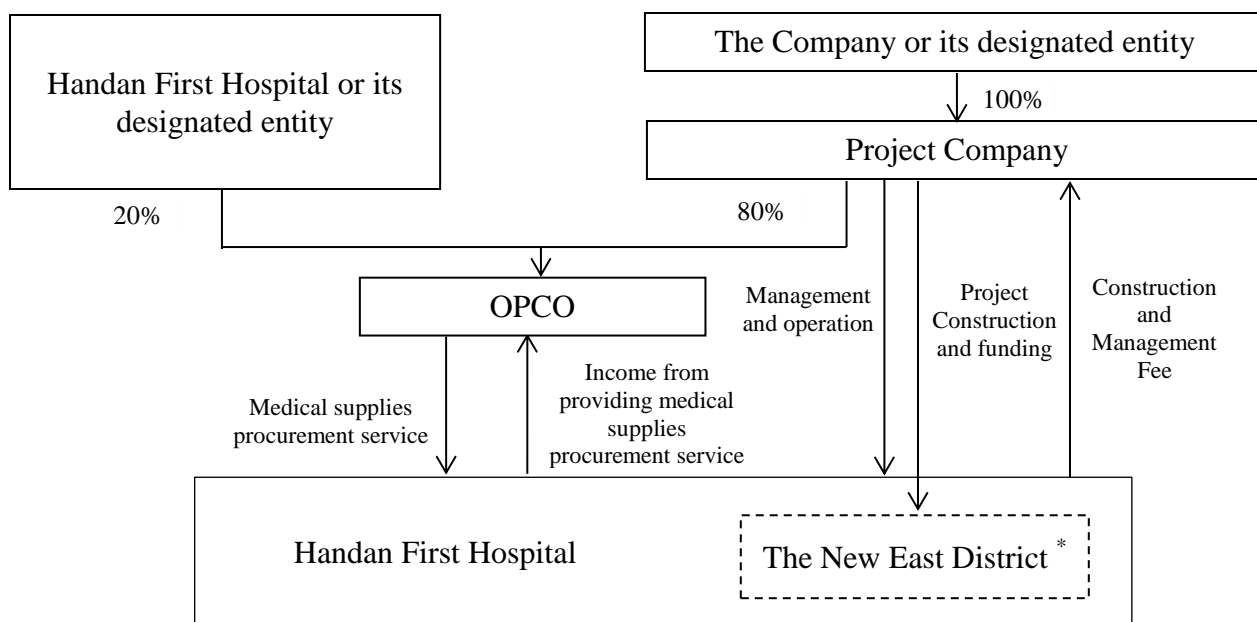 The Company or its designated entity
Handan First Hospital or its
designated entity
100%
Project Company
20%
80%
OPCO
Management
and operation
Project
Construction
and funding
Construction
and
Management
Fee
Medical supplies
procurement service
Income from
providing medical
supplies
procurement service
Handan First Hospital
The New East District *